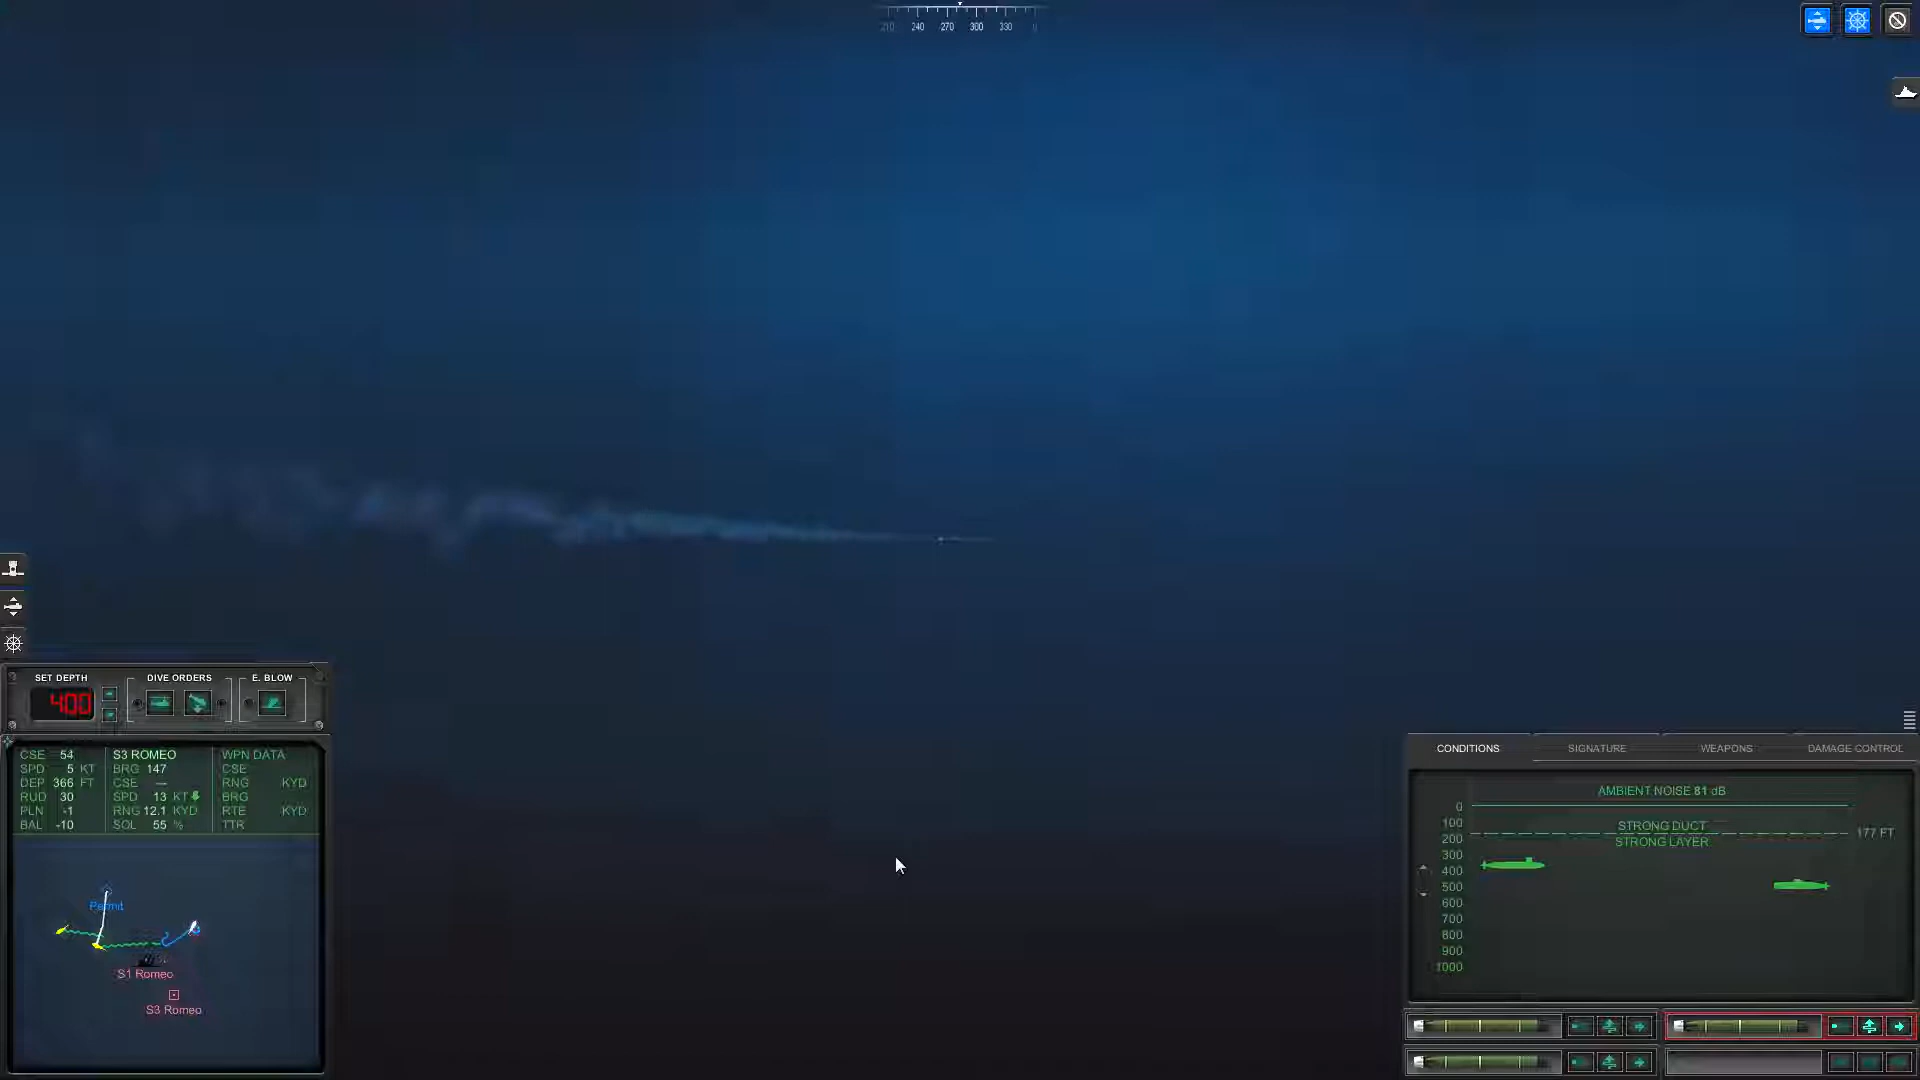 210 240 270 300 330 0
SET DEPTH DIVE ORDERS E. BLOW
400
CSE 54 S3 ROMEO WPN DATA
SPD 5 KT BRG 147 CSE
DEP 366 FT CSE — RNG KYD
RUD 30 SPD 13 KT BRG
PLN -1 RNG 12.1 KYD RTE KYD
BAL -10 SOL 55 % TTR
Permit
S1 Romeo
S3 Romeo
CONDITIONS SIGNATURE WEAPONS DAMAGE CONTROL
AMBIENT NOISE 81 dB
0
100
STRONG DUCT
177 FT
200
STRONG LAYER
300
400
500
600
700
800
900
1000